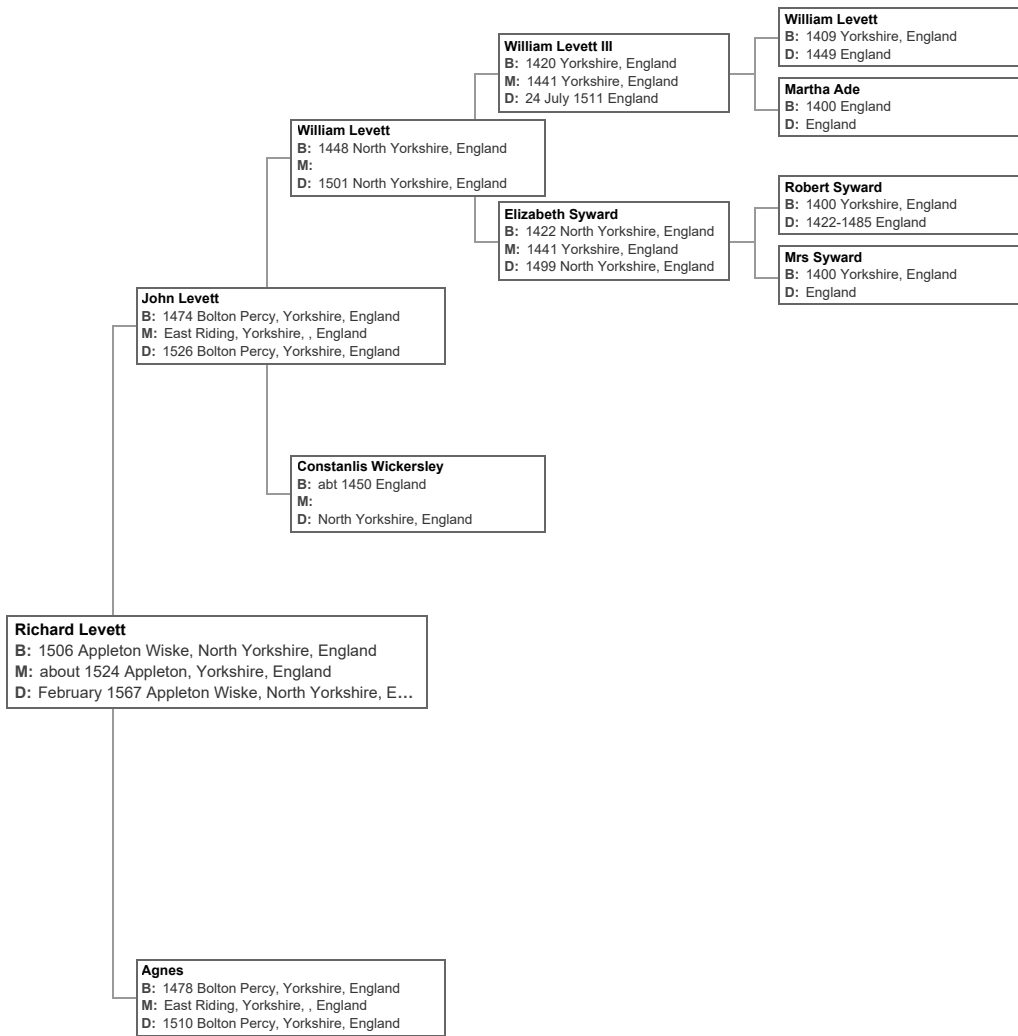 William Levett
B: 1409 Yorkshire, England
D: 1449 England
William Levett III
B: 1420 Yorkshire, England
M: 1441 Yorkshire, England
D: 24 July 1511 England
Martha Ade
B: 1400 England
D: England
William Levett
B: 1448 North Yorkshire, England
M:
D: 1501 North Yorkshire, England
Robert Syward
B: 1400 Yorkshire, England
D: 1422-1485 England
Elizabeth Syward
B: 1422 North Yorkshire, England
M: 1441 Yorkshire, England
D: 1499 North Yorkshire, England
Mrs Syward
B: 1400 Yorkshire, England
D: England
John Levett
B: 1474 Bolton Percy, Yorkshire, England
M: East Riding, Yorkshire, , England
D: 1526 Bolton Percy, Yorkshire, England
Constanlis Wickersley
B: abt 1450 England
M:
D: North Yorkshire, England
Richard Levett
B: 1506 Appleton Wiske, North Yorkshire, England
M: about 1524 Appleton, Yorkshire, England
D: February 1567 Appleton Wiske, North Yorkshire, E...
Agnes
B: 1478 Bolton Percy, Yorkshire, England
M: East Riding, Yorkshire, , England
D: 1510 Bolton Percy, Yorkshire, England